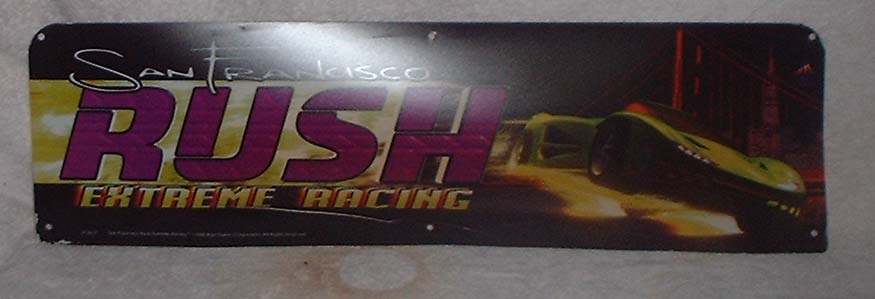 San Francisco
RUSH
EXTREME RACING